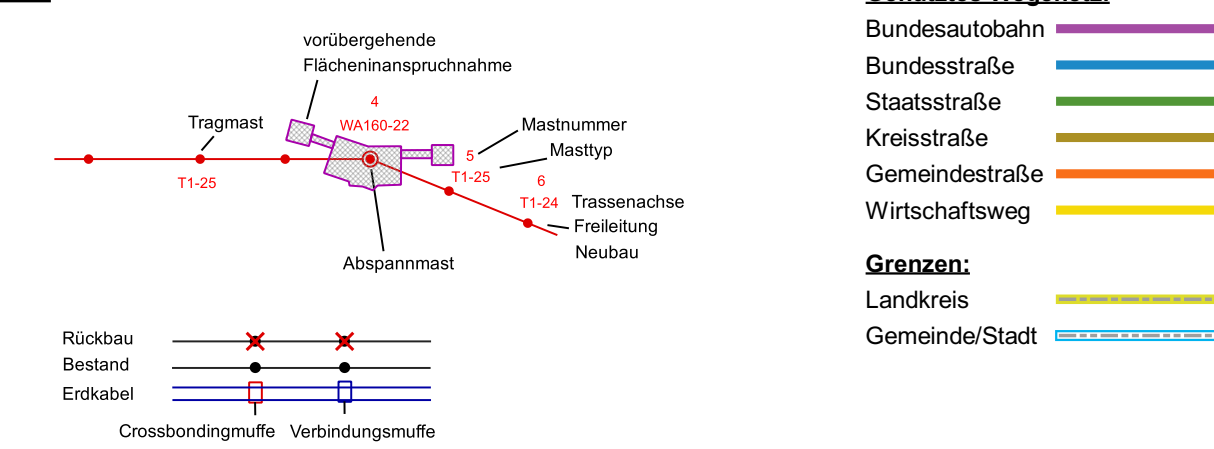 vorübergehende
Flächeninanspruchnahme
4
WA160-22
Tragmast
Mastnummer
Masttyp
5
T1-25
T1-25
6
T1-24
Trassenachse
Freileitung
Neubau
Abspannmast
Rückbau
Bestand
Erdkabel
Crossbondingmuffe
Verbindungsmuffe
Bundesautobahn
Bundesstraße
Staatsstraße
Kreisstraße
Gemeindestraße
Wirtschaftsweg
Grenzen:
Landkreis
Gemeinde/Stadt